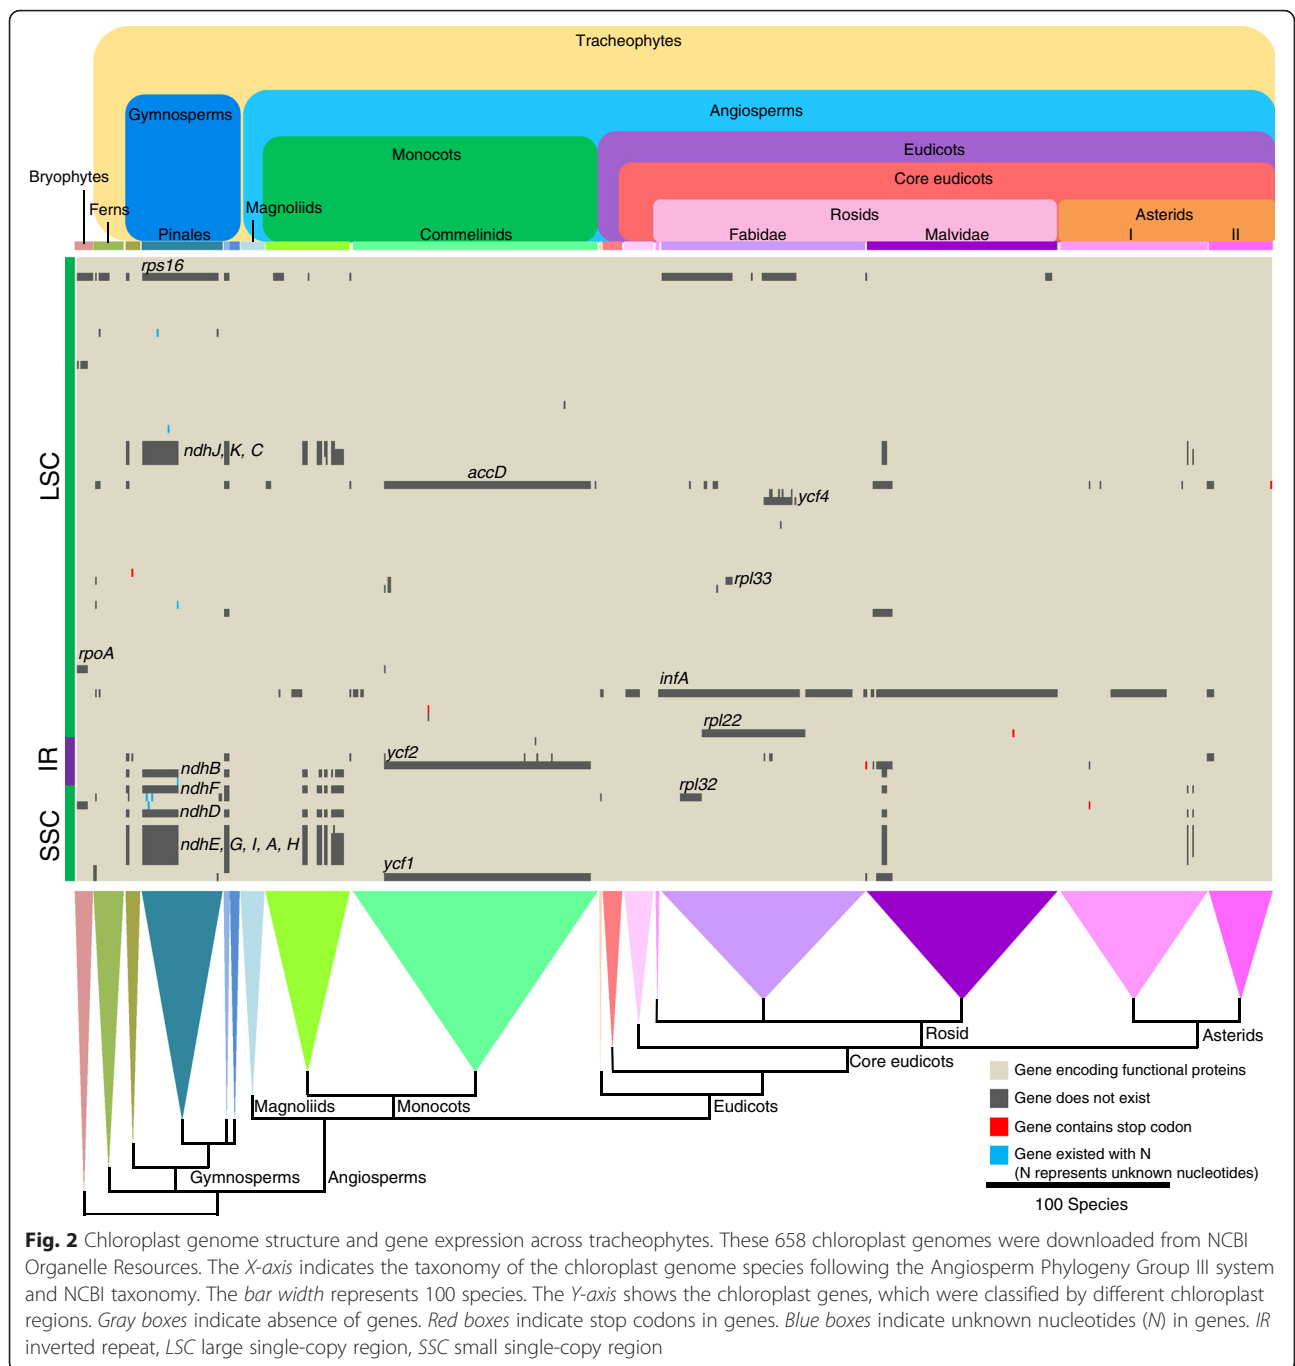 Tracheophytes
Gymnosperms
Angiosperms
Monocots
Eudicots
Bryophytes
Core eudicots
Ferns
Magnoliids
Rosids
Asterids
Pinales
Commelinids
Fabidae
Malvidae
I
II
rps16
LSC
ndhJ, K, C
accD
ycf4
rpl33
rpoA
infA
rpl22
IR
ycf2
ndhB
ndhF
rpl32
ndhD
SSC
ndhE, G, I, A, H
ycf1
Rosid
Asterids
Core eudicots
Magnoliids
Monocots
Eudicots
Gymnosperms
Angiosperms
Gene encoding functional proteins
Gene does not exist
Gene contains stop codon
Gene existed with N
(N represents unknown nucleotides)
100 Species
Fig. 2 Chloroplast genome structure and gene expression across tracheophytes. These 658 chloroplast genomes were downloaded from NCBI
Organelle Resources. The X-axis indicates the taxonomy of the chloroplast genome species following the Angiosperm Phylogeny Group III system
and NCBI taxonomy. The bar width represents 100 species. The Y-axis shows the chloroplast genes, which were classified by different chloroplast
regions. Gray boxes indicate absence of genes. Red boxes indicate stop codons in genes. Blue boxes indicate unknown nucleotides (N) in genes. IR
inverted repeat, LSC large single-copy region, SSC small single-copy region